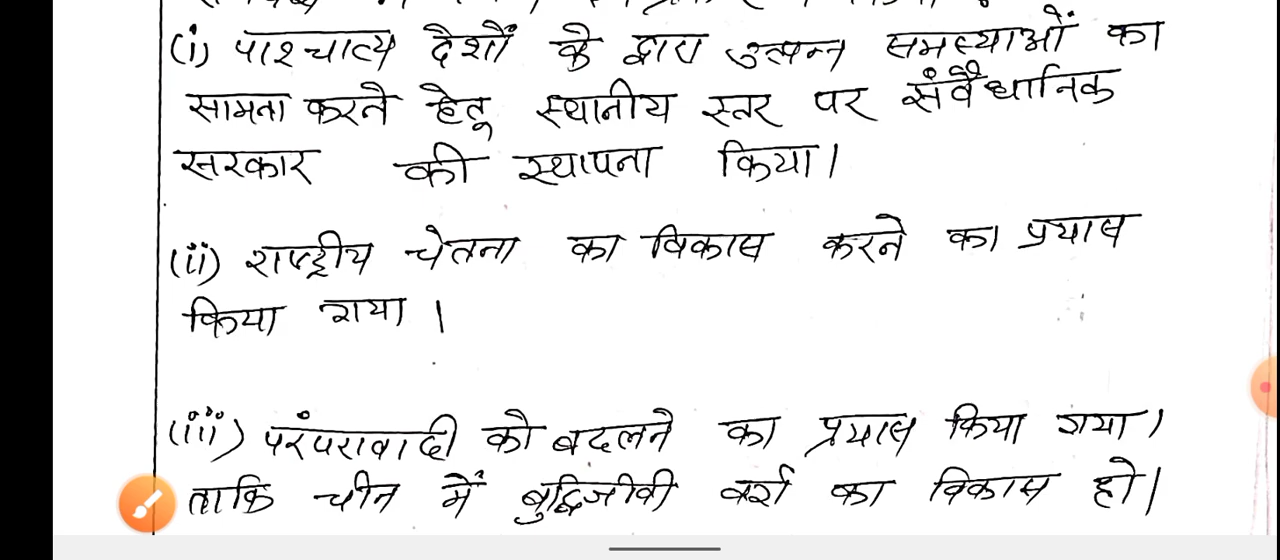 (i) पाश्चात्य देशों के द्वारा उत्पन्न समस्याओं का
सामना करने हेतू स्थानीय स्तर पर संवैधानिक
सरकार की स्थापना किया।
(ii) राष्ट्रीय चेतना का विकास करने का प्रयास
किया गया।
(iii) परंपरावादी को बदलने का प्रयास किया गया।
ताकि चीन में बुद्धिजीवी वर्ग का विकास हो।